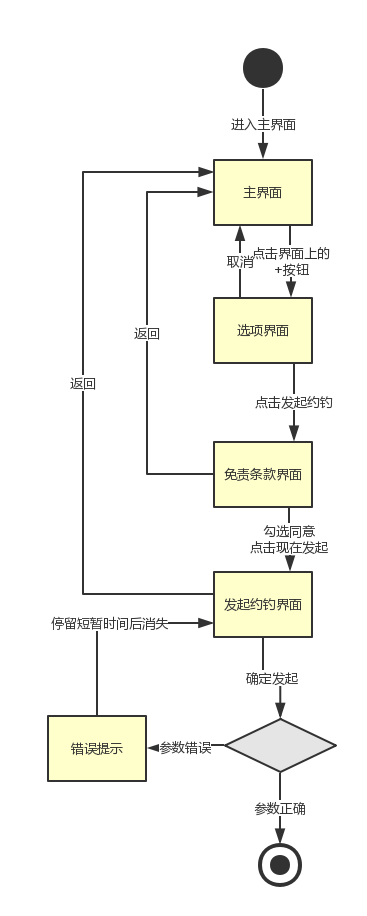 进入主界面
主界面
取消
点击界面上的
+按钮
选项界面
返回
返回
点击发起约钓
免责条款界面
勾选同意
点击现在发起
发起约钓界面
停留短暂时间后消失
确定发起
错误提示
参数错误
参数正确